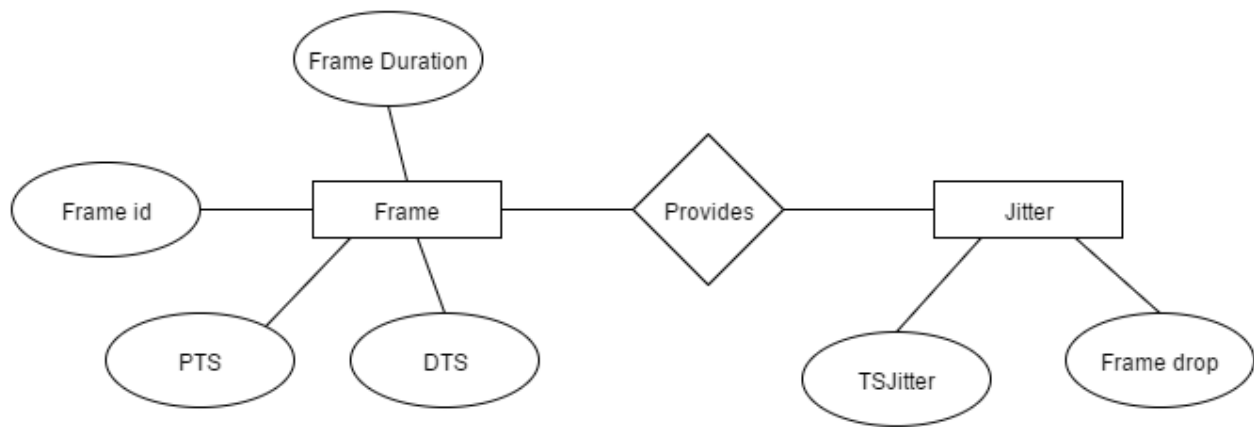 Frame Duration
Frame id
Frame
Provides
Jitter
PTS
DTS
TSJitter
Frame drop